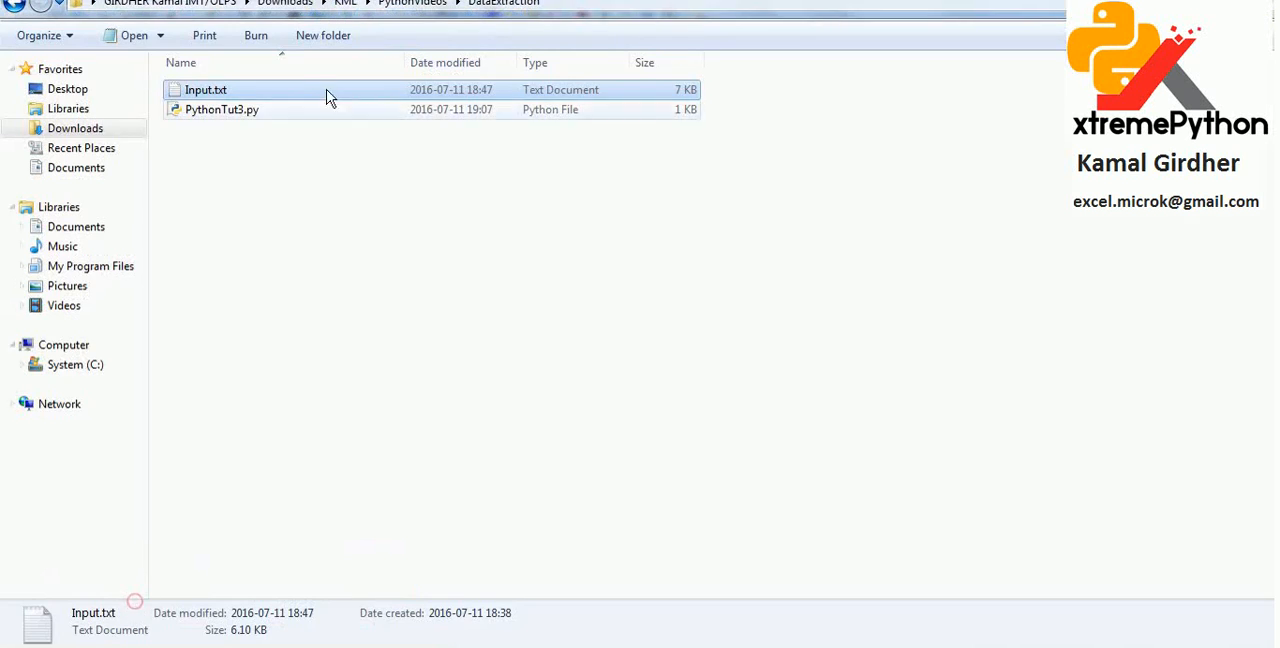 GIRDHER Kamal IMT/OLPS Downloads KML PythonVideos DataExtraction
Organize Open Print Burn New folder
Name Date modified Type Size
Input.txt 2016-07-11 18:47 Text Document 7 KB
PythonTut3.py 2016-07-11 19:07 Python File 1 KB
Favorites
Desktop
Libraries
Downloads
Recent Places
Documents
Libraries
Documents
Music
My Program Files
Pictures
Videos
Computer
System (C:)
Network
Input.txt Date modified: 2016-07-11 18:47 Date created: 2016-07-11 18:38
Text Document Size: 6.10 KB
xtremePython
Kamal Girdher
excel.microk@gmail.com